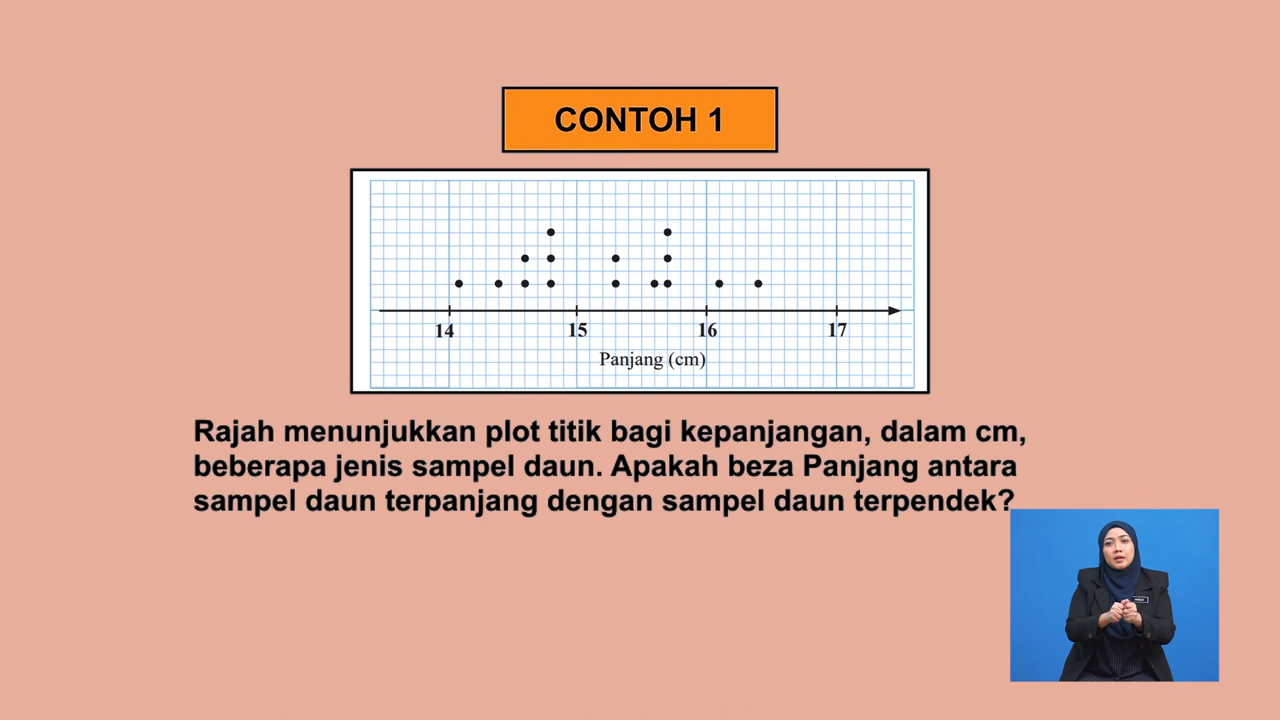 CONTOH 1
14 15 16 17
Panjang (cm)
Rajah menunjukkan plot titik bagi kepanjangan, dalam cm,
beberapa jenis sampel daun. Apakah beza Panjang antara
sampel daun terpanjang dengan sampel daun terpendek?